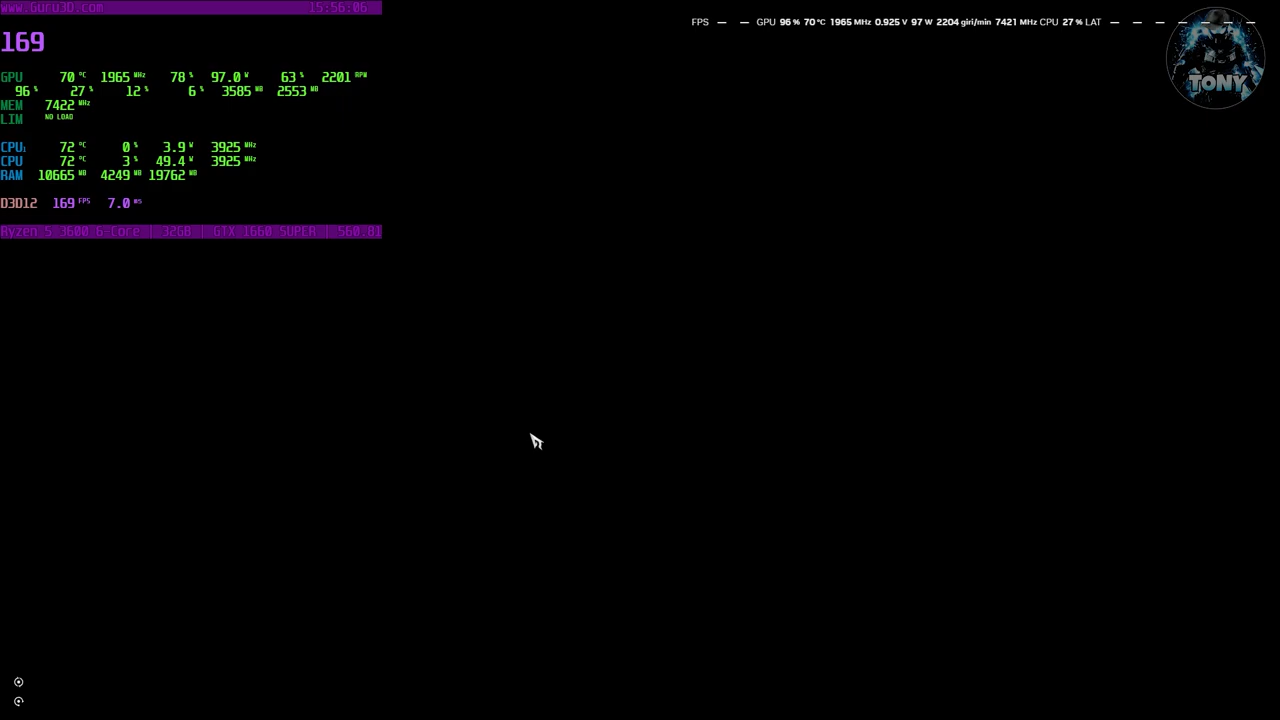 www.Guru3D.com 15:56:06
FPS — — GPU 96 % 70 °C 1965 MHz 0.925 V 97 W 2204 giri/min 7421 MHz CPU 27 % LAT — — — — — — —
TONY
169
GPU 70 °C 1965 MHz 78 % 97.0 W 63 % 2201 RPM
96 % 27 % 12 % 6 % 3585 MB 2553 MB
MEM 7422 MHz
LIM NO LOAD
CPU1 72 °C 0 % 3.9 W 3925 MHz
CPU 72 °C 3 % 49.4 W 3925 MHz
RAM 10665 MB 4249 MB 19762 MB
D3D12 169 FPS 7.0 ms
Ryzen 5 3600 6-Core | 32GB | GTX 1660 SUPER | 560.81